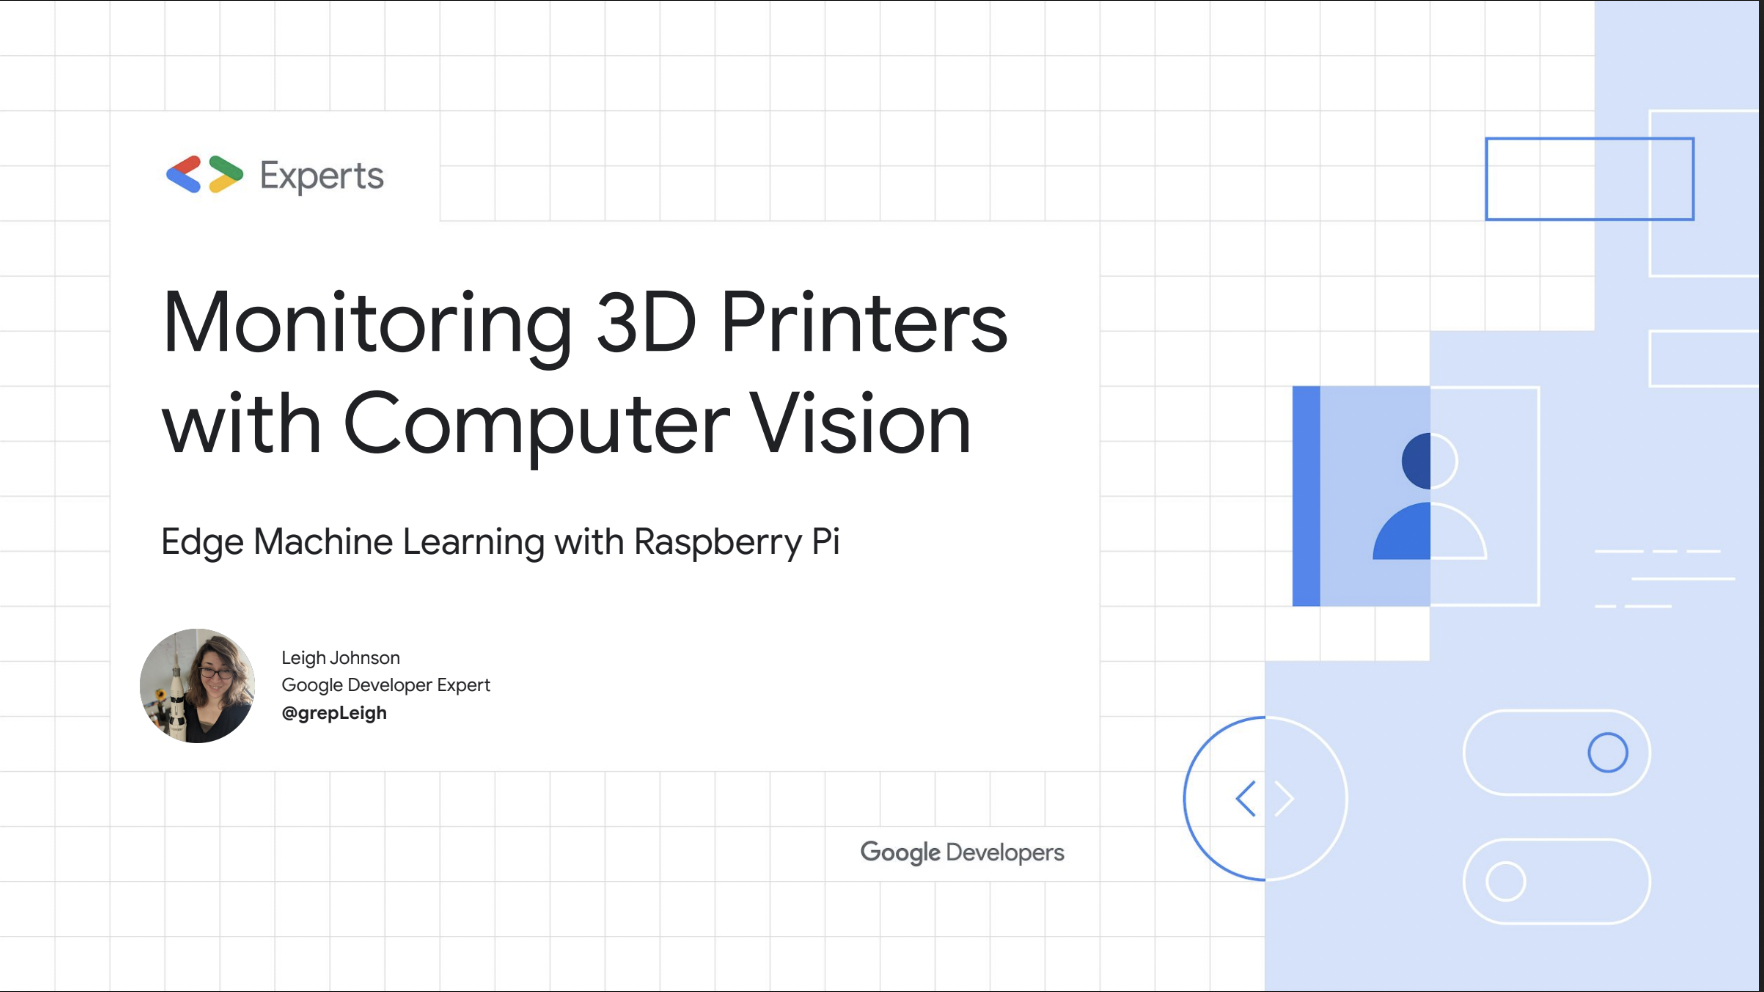 Experts
Monitoring 3D Printers
with Computer Vision
Edge Machine Learning with Raspberry Pi
Leigh Johnson
Google Developer Expert
@grepLeigh
Google Developers